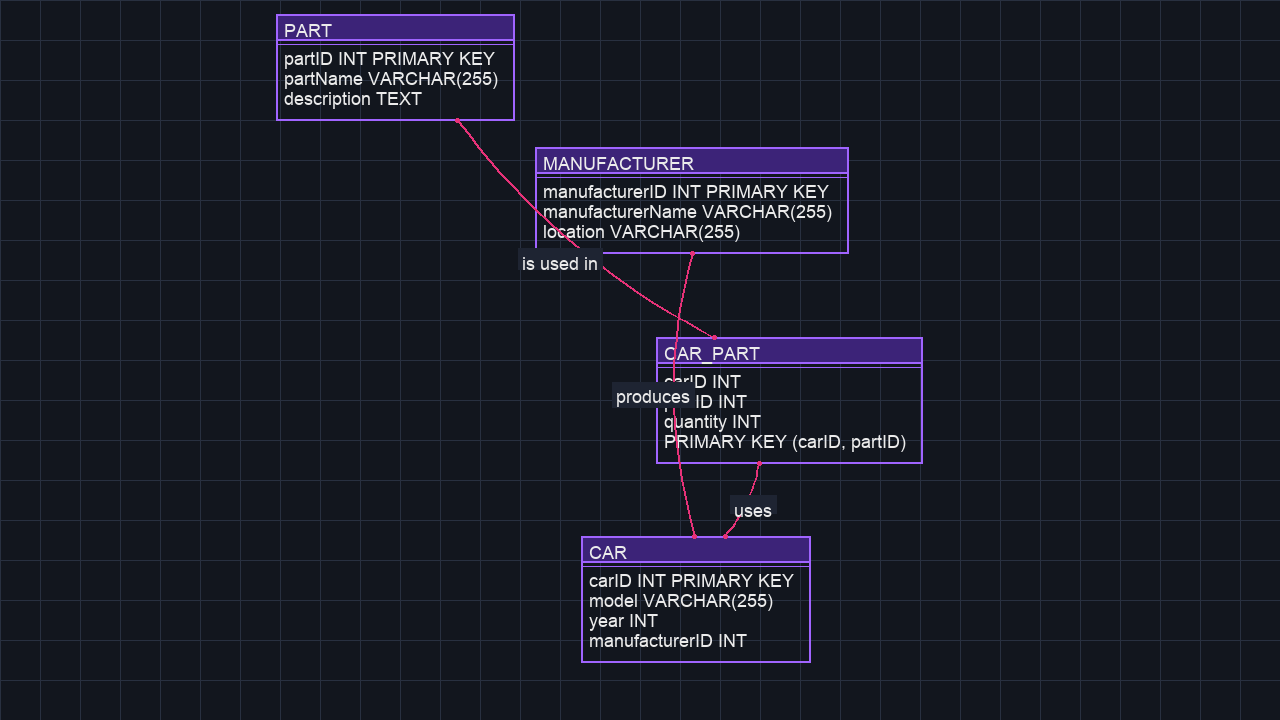 PART
partID INT PRIMARY KEY
partName VARCHAR(255)
description TEXT
MANUFACTURER
manufacturerID INT PRIMARY KEY
manufacturerName VARCHAR(255)
location VARCHAR(255)
is used in
CAR_PART
carID INT
partID INT
produces
quantity INT
PRIMARY KEY (carID, partID)
uses
CAR
carID INT PRIMARY KEY
model VARCHAR(255)
year INT
manufacturerID INT